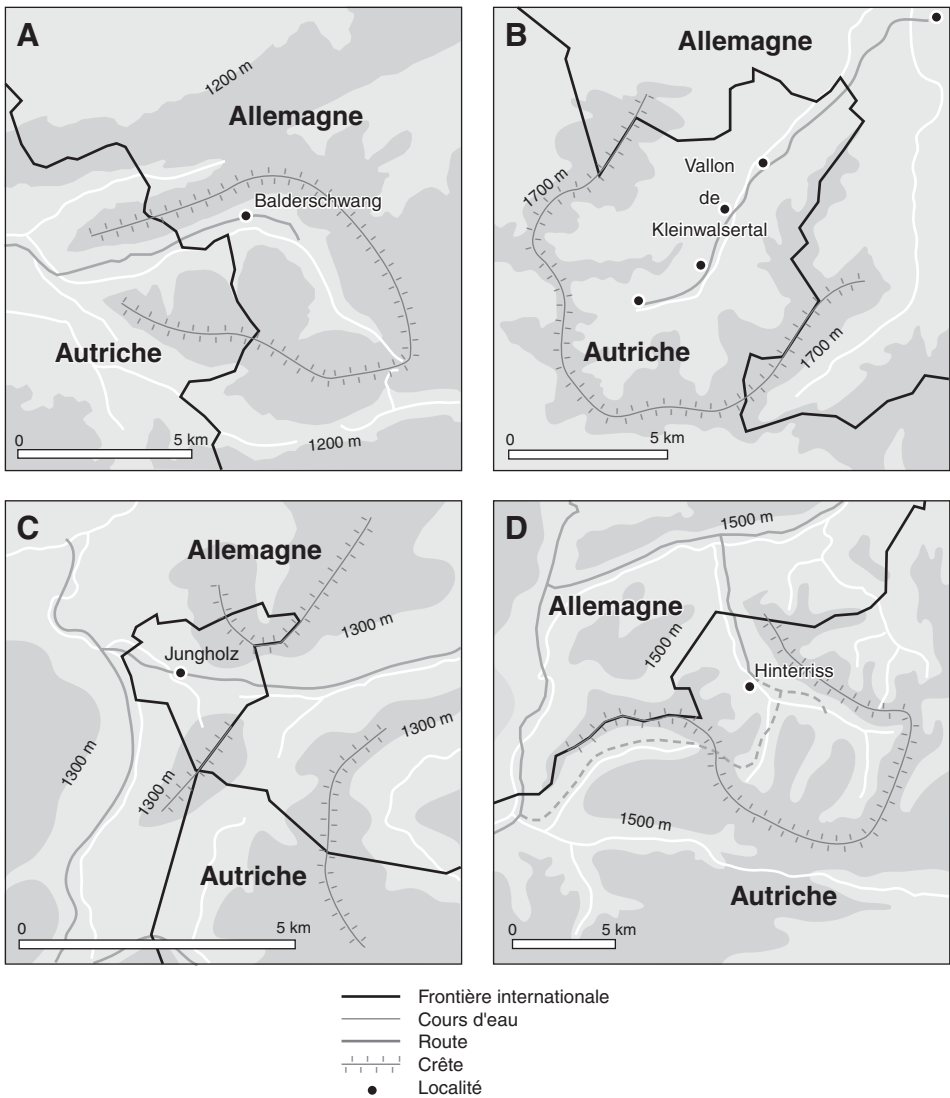 A
1200 m
Allemagne
Balderschwang
Autriche
1200 m
0
5 km
B
Allemagne
1700 m
Vallon
de
Kleinwalsertal
Autriche
1700 m
0
5 km
C
Allemagne
1300 m
Jungholz
1300 m
1300 m
1300 m
Autriche
0
5 km
D
1500 m
Allemagne
1500 m
Hinterriss
1500 m
Autriche
0
5 km
Frontière internationale
Cours d'eau
Route
Crête
Localité